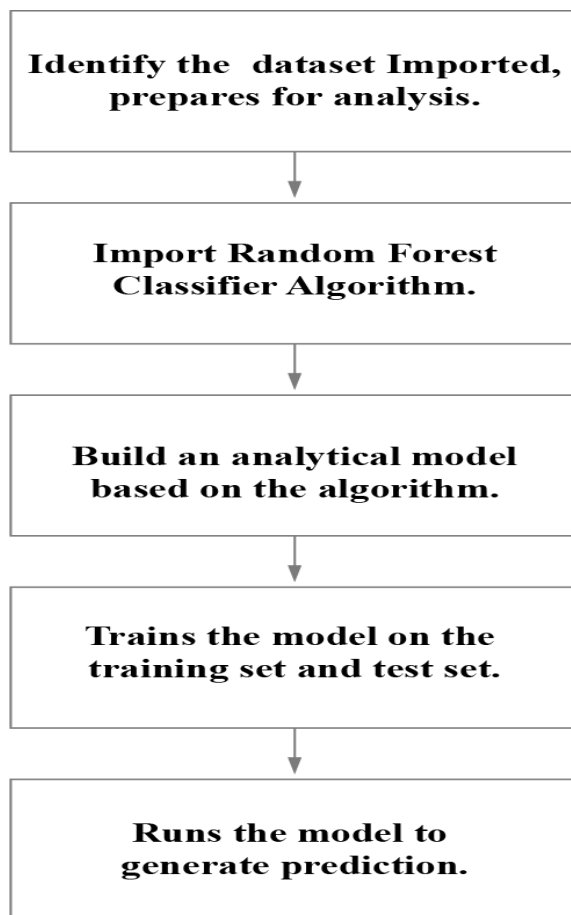 Identify the dataset Imported,
prepares for analysis.
Import Random Forest
Classifier Algorithm.
Build an analytical model
based on the algorithm.
Trains the model on the
training set and test set.
Runs the model to
generate prediction.